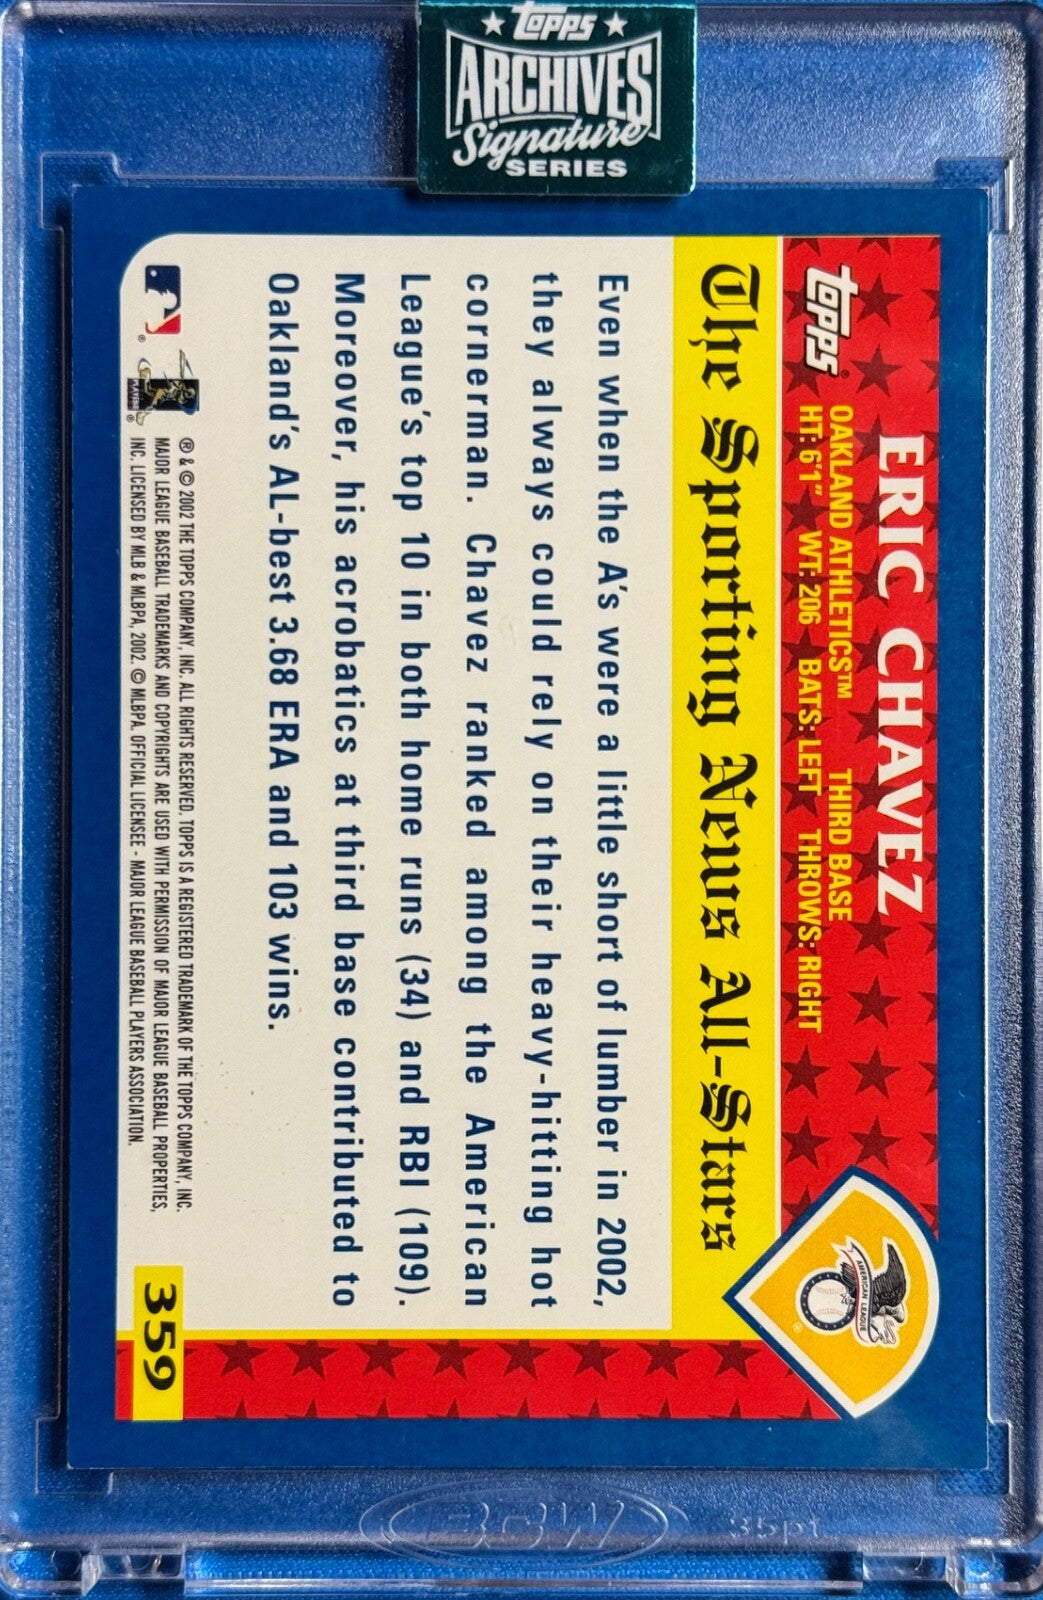 topps
ARCHIVES
Signature
SERIES
topps
ERIC CHAVEZ
OAKLAND ATHLETICS™ THIRD BASE
HT: 6'1" WT: 206 BATS: LEFT THROWS: RIGHT
The Sporting News All-Stars
AMERICAN LEAGUE
Even when the A's were a little short of lumber in 2002,
they always could rely on their heavy-hitting hot
cornerman. Chavez ranked among the American
League's top 10 in both home runs (34) and RBI (109).
Moreover, his acrobatics at third base contributed to
Oakland's AL-best 3.68 ERA and 103 wins.
® & © 2002 THE TOPPS COMPANY, INC. ALL RIGHTS RESERVED. TOPPS IS A REGISTERED TRADEMARK OF THE TOPPS COMPANY, INC.
MAJOR LEAGUE BASEBALL TRADEMARKS AND COPYRIGHTS ARE USED WITH PERMISSION OF MAJOR LEAGUE BASEBALL PROPERTIES,
INC. LICENSED BY MLB & MLBPA, 2002. © MLBPA. OFFICIAL LICENSEE - MAJOR LEAGUE BASEBALL PLAYERS ASSOCIATION.
359
BCW 35pt